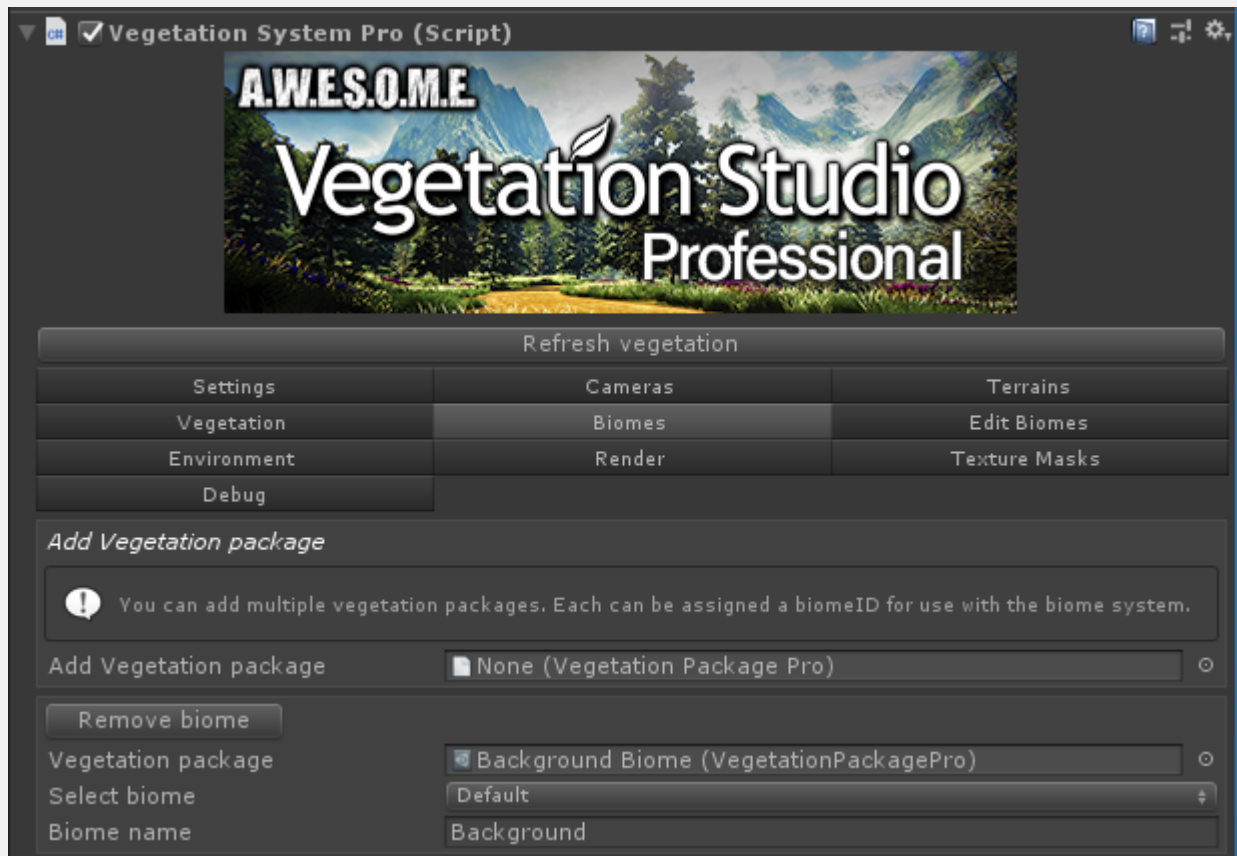 Vegetation System Pro (Script)
A.W.E.S.O.M.E.
Vegetation Studio
Professional
Refresh vegetation
Settings Cameras Terrains
Vegetation Biomes Edit Biomes
Environment Render Texture Masks
Debug
Add Vegetation package
You can add multiple vegetation packages. Each can be assigned a biomeID for use with the biome system.
Add Vegetation package None (Vegetation Package Pro)
Remove biome
Vegetation package Background Biome (VegetationPackagePro)
Select biome Default
Biome name Background